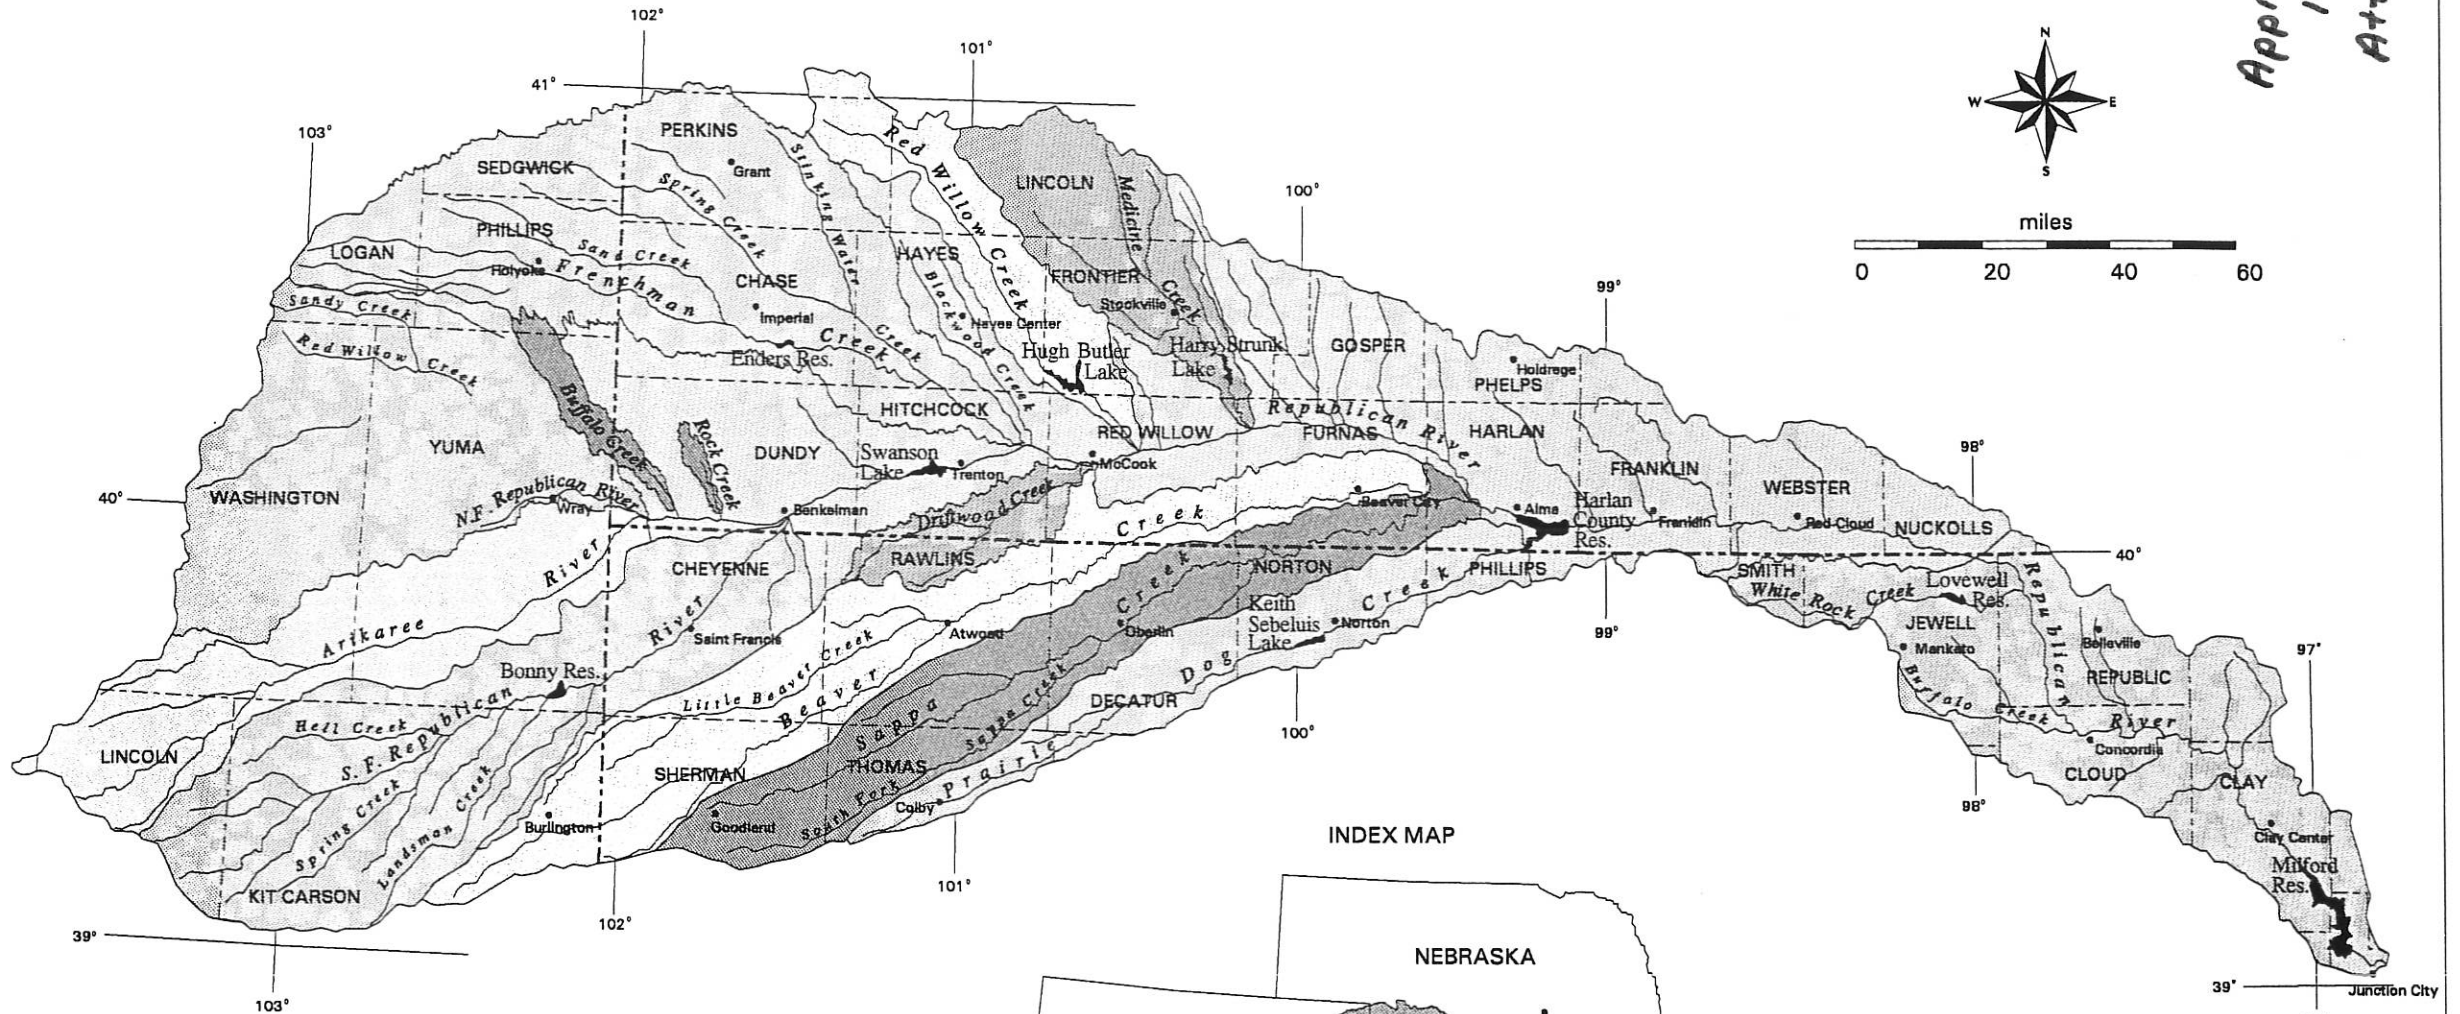 102°
101°
41°
103°
100°
99°
98°
40°
Appr
1
Att
N
W
E
S
miles
0 20 40 60
PERKINS
Grant
SEDGWICK
Spring Creek
Stinking Water Creek
Red Willow Creek
LINCOLN
Medicine Creek
PHILLIPS
LOGAN
Sand Creek
Holyoke
Frenchman Creek
CHASE
Imperial
HAYES
Blackwood Creek
Hayes Center
FRONTIER
Stockville
Sandy Creek
Red Willow Creek
Enders Res.
Hugh Butler
Lake
Harry Strunk
Lake
GOSPER
Holdrege
PHELPS
Buffalo Creek
Rock Creek
HITCHCOCK
RED WILLOW
Republican River
FURNAS
HARLAN
YUMA
DUNDY
Swanson
Lake
Trenton
McCook
FRANKLIN
WEBSTER
WASHINGTON
N.F. Republican River
Wray
Benkelman
Driftwood Creek
Beaver City
Alma
Harlan
County
Res.
Franklin
Red Cloud
NUCKOLLS
Arikaree River
CHEYENNE
RAWLINS
NORTON
PHILLIPS
SMITH
40°
White Rock Creek
Lovewell
Res.
Republican River
River
Saint Francis
Atwood
Oberlin
Keith
Sebelius
Lake
Norton
99°
JEWELL
Mankato
Belleville
REPUBLIC
97°
Bonny Res.
Little Beaver Creek
Beaver Creek
Sappa Creek
DECATUR
Prairie Dog Creek
100°
Buffalo Creek
Concordia
LINCOLN
Hell Creek
S. F. Republican
SHERMAN
THOMAS
South Fork Sappa Creek
CLOUD
CLAY
Spring Creek
Landsman Creek
Burlington
Goodland
Colby
98°
INDEX MAP
Clay Center
Milford
Res.
KIT CARSON
102°
101°
39°
103°
NEBRASKA
39°
Junction City